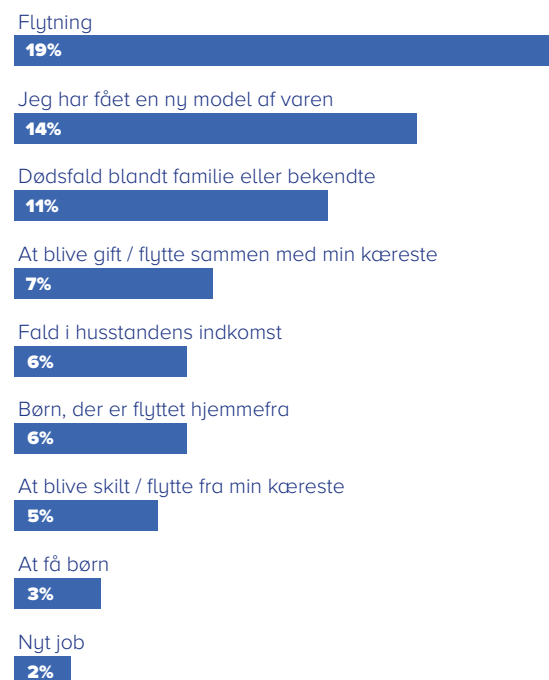 Flytning
19%
Jeg har fået en ny model af varen
14%
Dødsfald blandt familie eller bekendte
11%
At blive gift / flytte sammen med min kæreste
7%
Fald i husstandens indkomst
6%
Børn, der er flyttet hjemmefra
6%
At blive skilt / flytte fra min kæreste
5%
At få børn
3%
Nyt job
2%